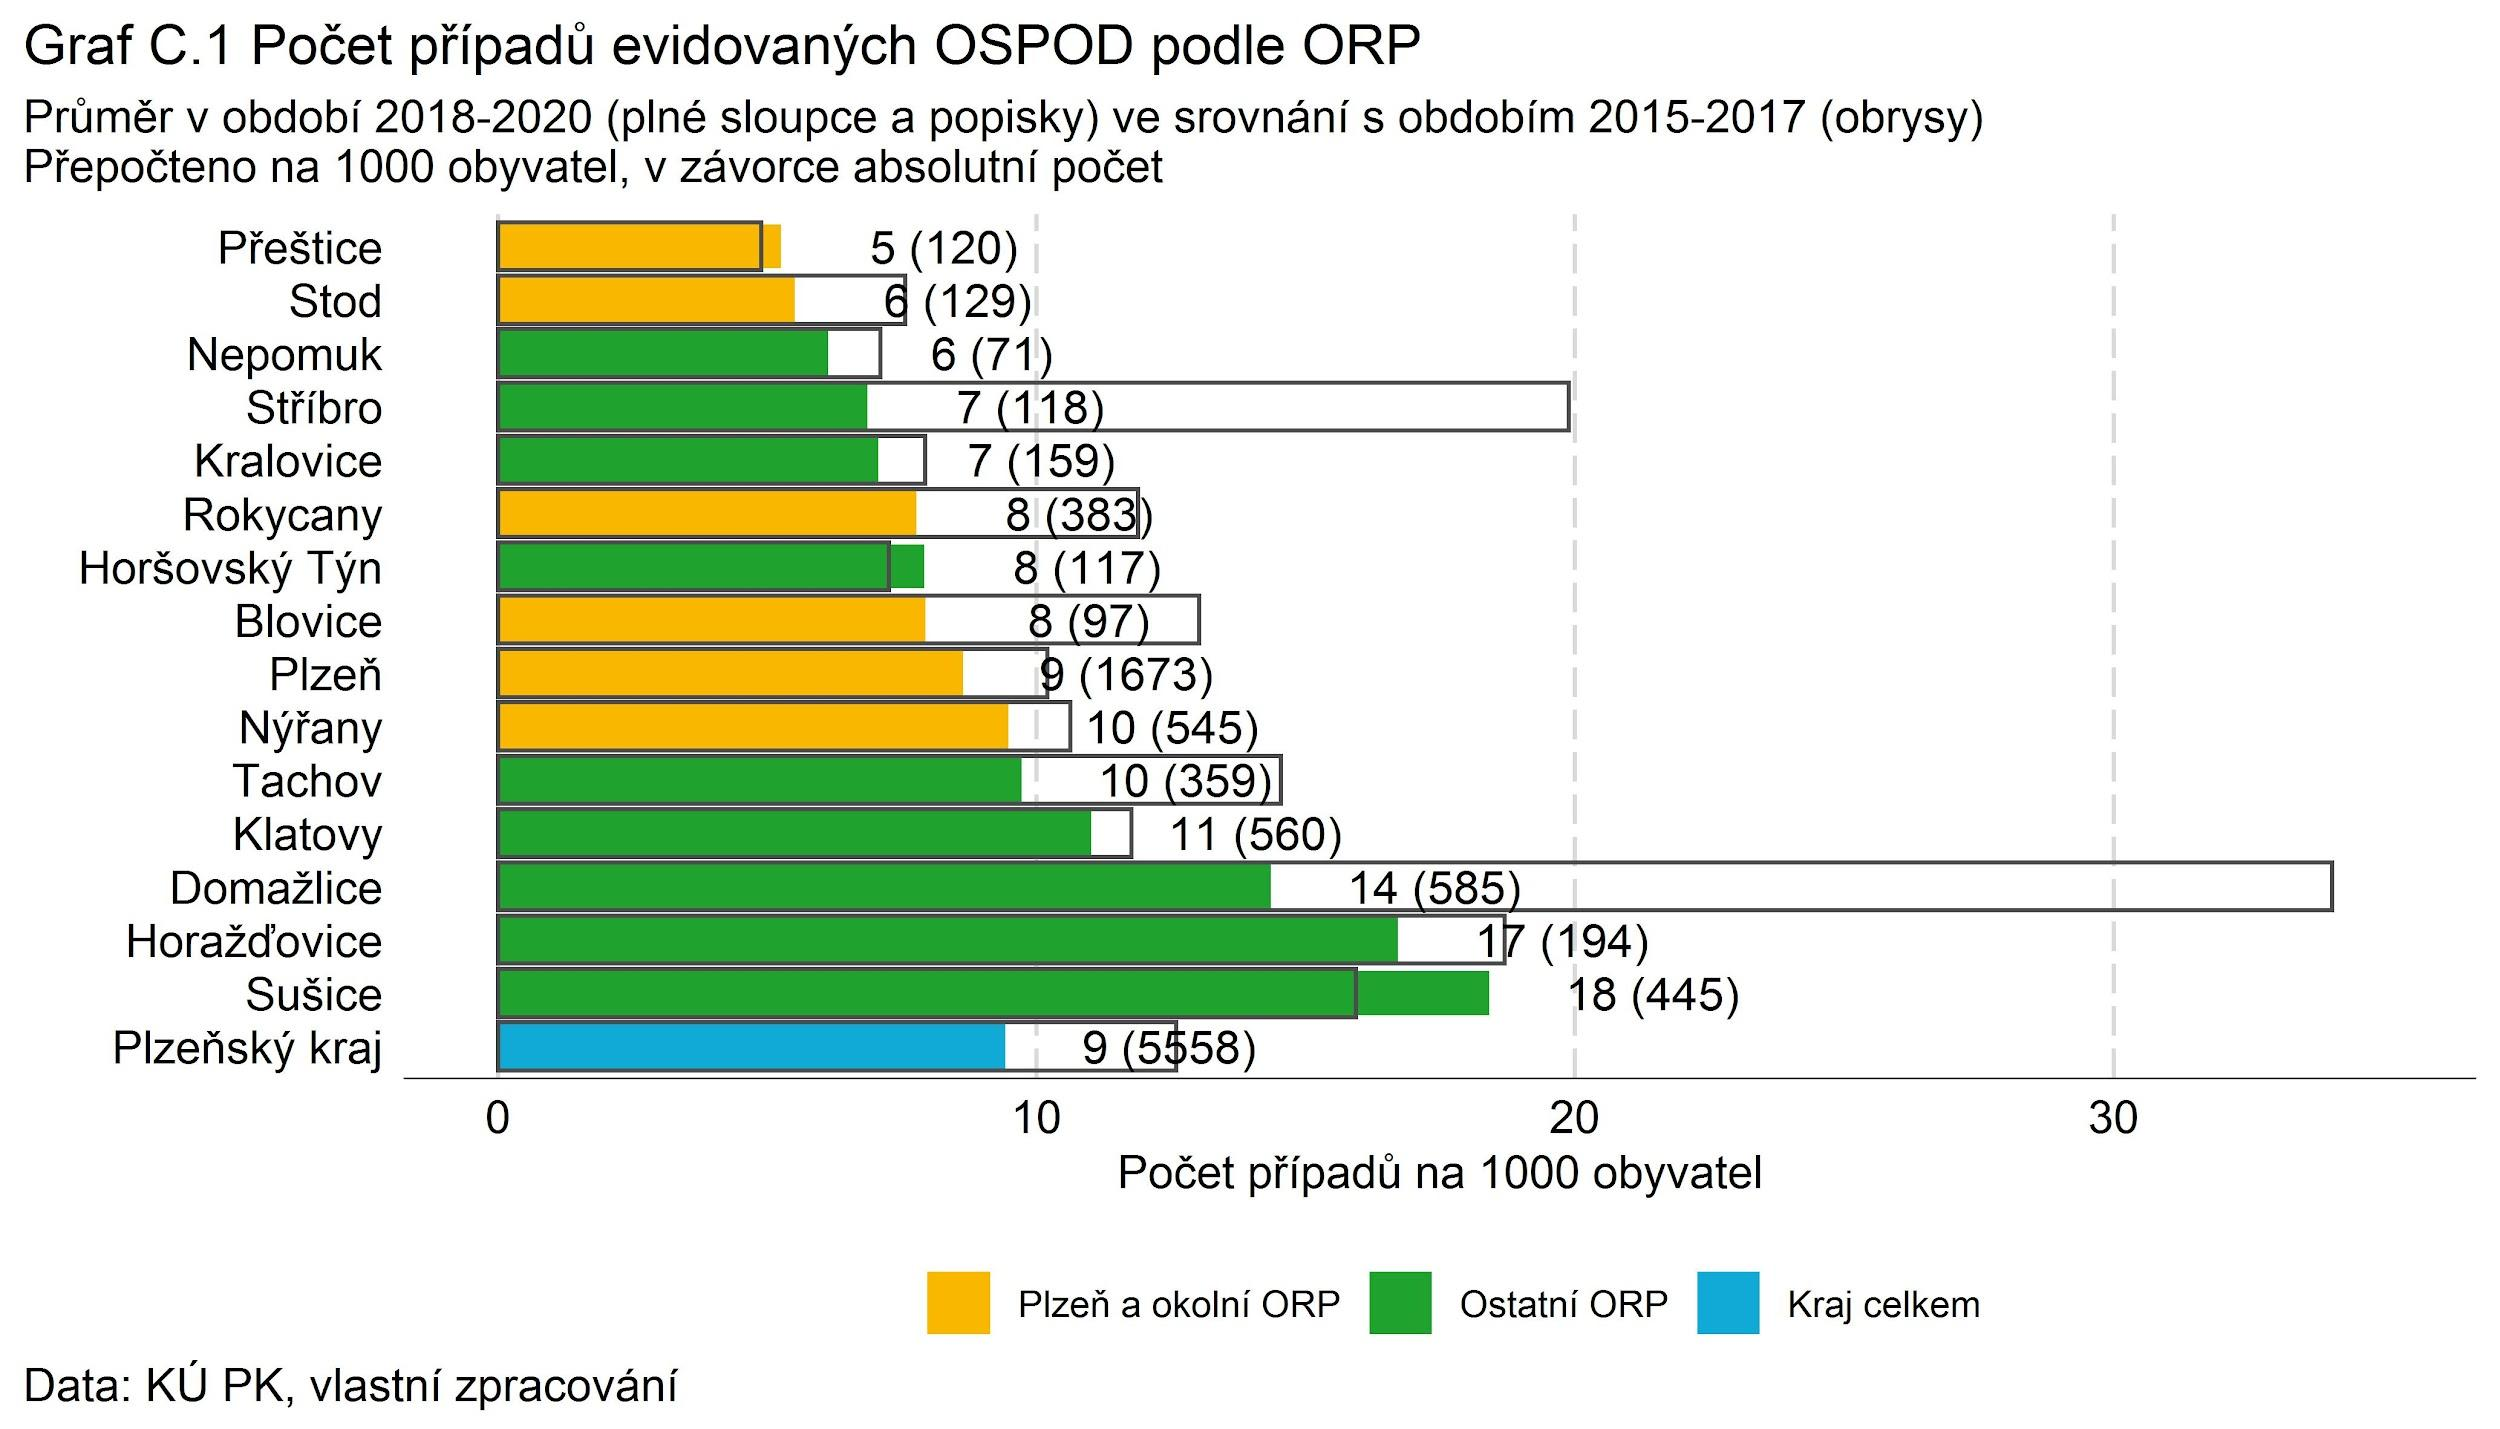 Graf C.1 Počet případů evidovaných OSPOD podle ORP
Průměr v období 2018-2020 (plné sloupce a popisky) ve srovnání s obdobím 2015-2017 (obrysy)
Přepočteno na 1000 obyvatel, v závorce absolutní počet
Přeštice 5 (120)
Stod 6 (129)
Nepomuk 6 (71)
Stříbro 7 (118)
Kralovice 7 (159)
Rokycany 8 (383)
Horšovský Týn 8 (117)
Blovice 8 (97)
Plzeň 9 (1673)
Nýřany 10 (545)
Tachov 10 (359)
Klatovy 11 (560)
Domažlice 14 (585)
Horažďovice 17 (194)
Sušice 18 (445)
Plzeňský kraj 9 (5558)
0 10 20 30
Počet případů na 1000 obyvatel
Plzeň a okolní ORP Ostatní ORP Kraj celkem
Data: KÚ PK, vlastní zpracování